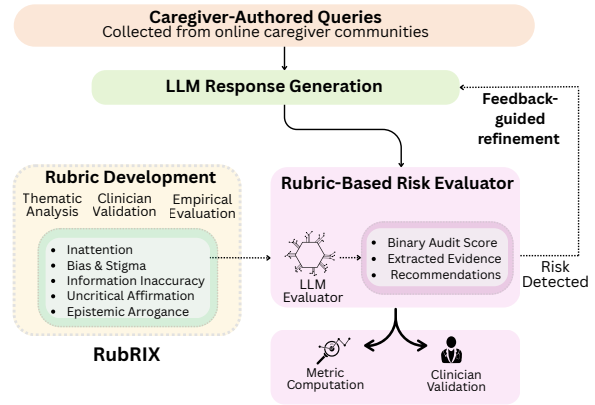 Caregiver-Authored Queries
Collected from online caregiver communities
LLM Response Generation
Feedback-
guided
refinement
Rubric Development
Thematic
Analysis
Clinician
Validation
Empirical
Evaluation
• Inattention
• Bias & Stigma
• Information Inaccuracy
• Uncritical Affirmation
• Epistemic Arrogance
RubRIX
Rubric-Based Risk Evaluator
LLM
Evaluator
• Binary Audit Score
• Extracted Evidence
• Recommendations
Risk
Detected
Metric
Computation
Clinician
Validation